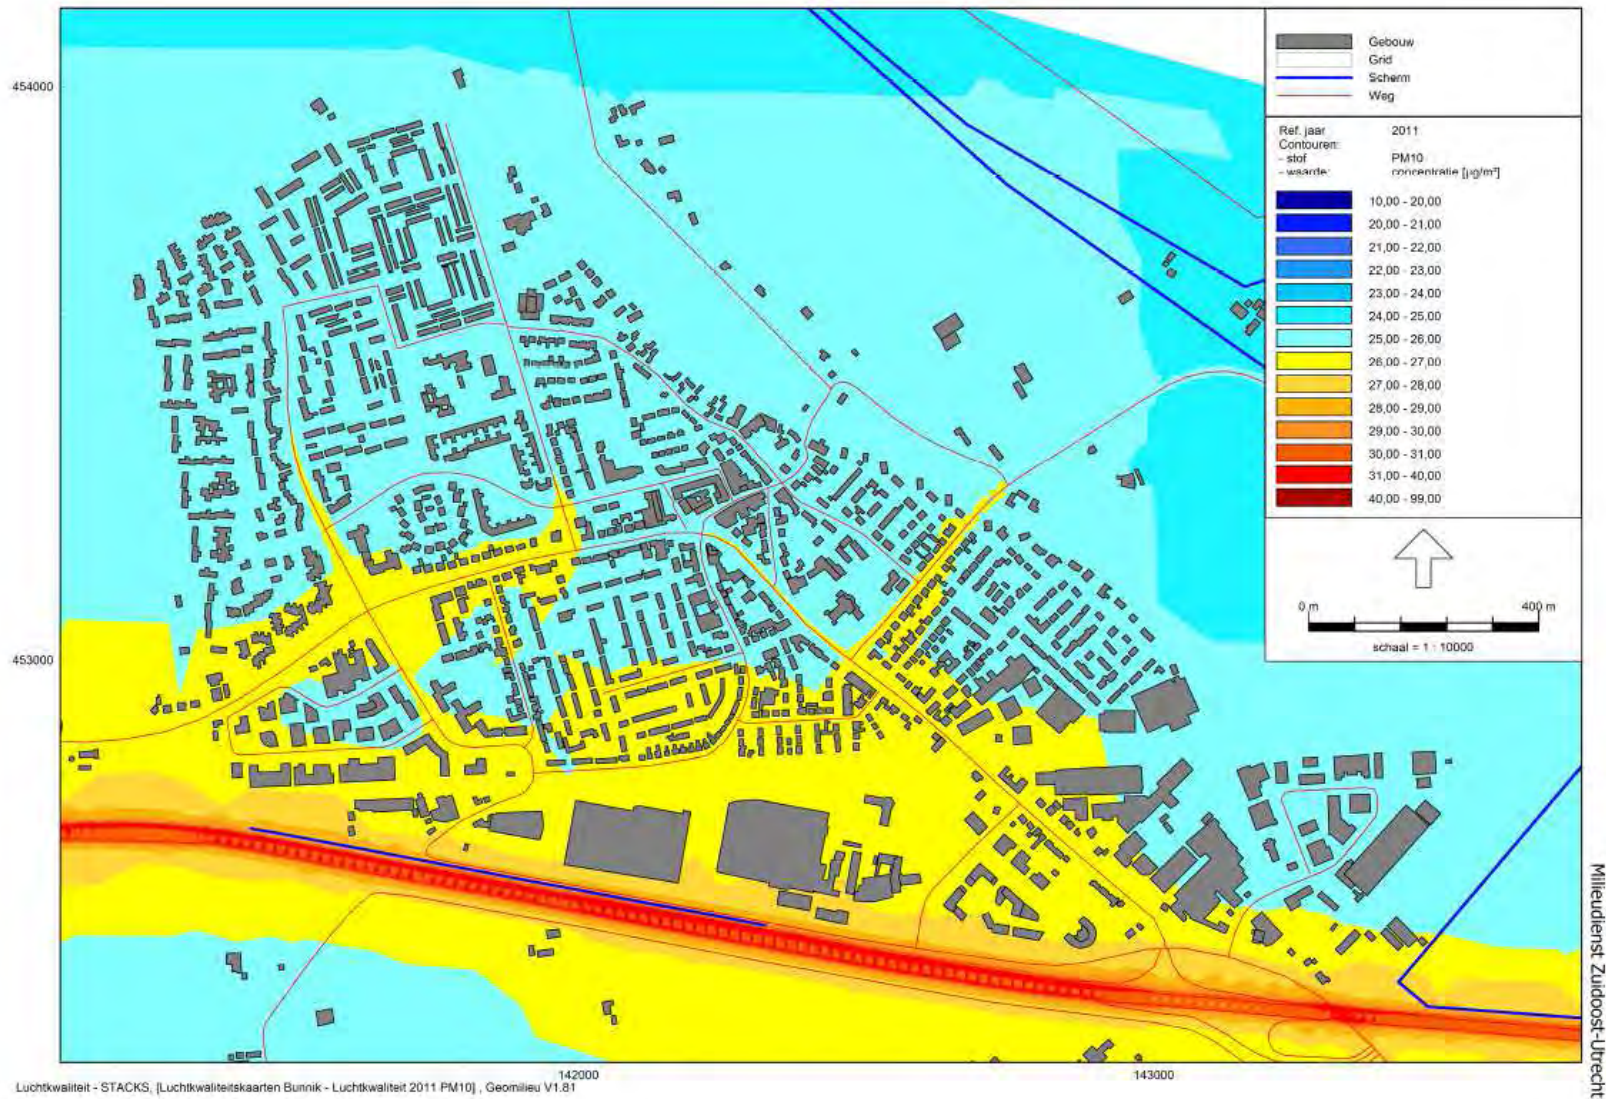 454000
453000
142000
143000
Gebouw
Grid
Scherm
Weg
Ref. jaar 2011
Contouren:
- stof PM10
- waarde: concentratie [µg/m³]
10,00 - 20,00
20,00 - 21,00
21,00 - 22,00
22,00 - 23,00
23,00 - 24,00
24,00 - 25,00
25,00 - 26,00
26,00 - 27,00
27,00 - 28,00
28,00 - 29,00
29,00 - 30,00
30,00 - 31,00
31,00 - 40,00
40,00 - 99,00
0 m 400 m
schaal = 1 : 10000
Milieudienst Zuidoost-Utrecht
Luchtkwaliteit - STACKS, [Luchtkwaliteitskaarten Bunnik - Luchtkwaliteit 2011 PM10] , Geomilieu V1.81